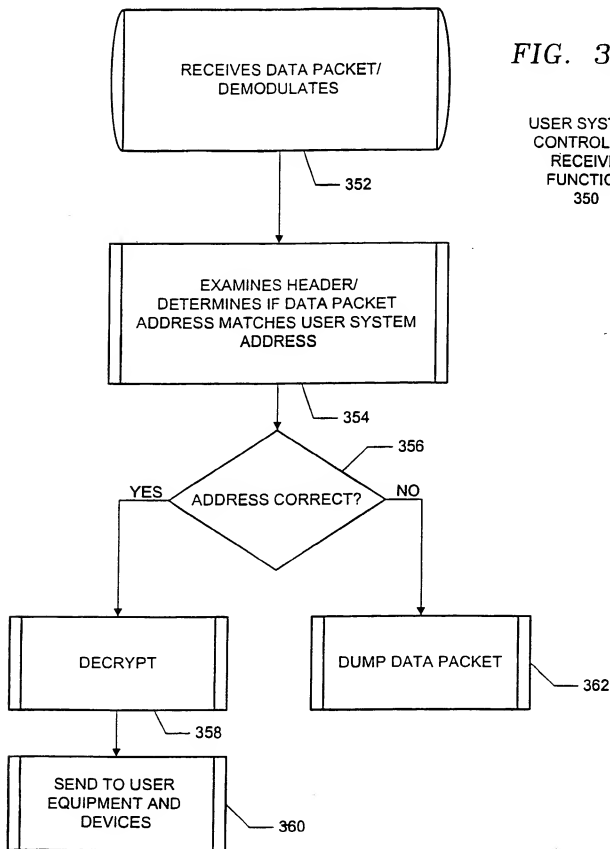 RECEIVES DATA PACKET/
DEMODULATES
352
FIG. 3
USER SYST
CONTROL
RECEIV
FUNCTIO
350
EXAMINES HEADER/
DETERMINES IF DATA PACKET
ADDRESS MATCHES USER SYSTEM
ADDRESS
354
356
ADDRESS CORRECT?
YES
NO
DECRYPT
358
DUMP DATA PACKET
362
SEND TO USER
EQUIPMENT AND
DEVICES
360